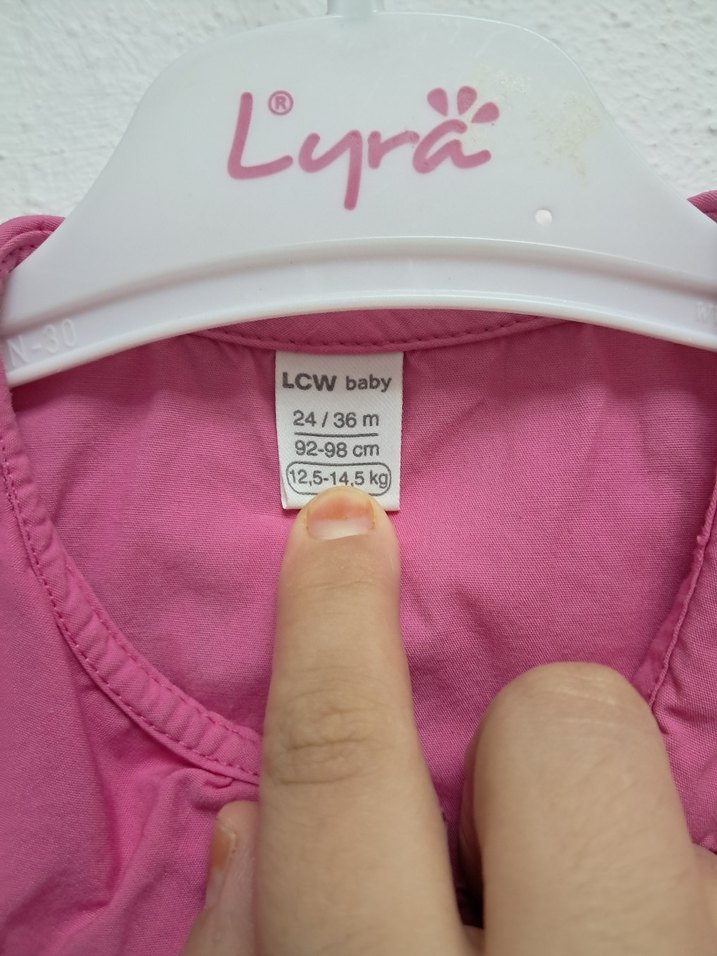 Lyra®
N-30
LCW baby
24 / 36 m
92-98 cm
12,5-14,5 kg